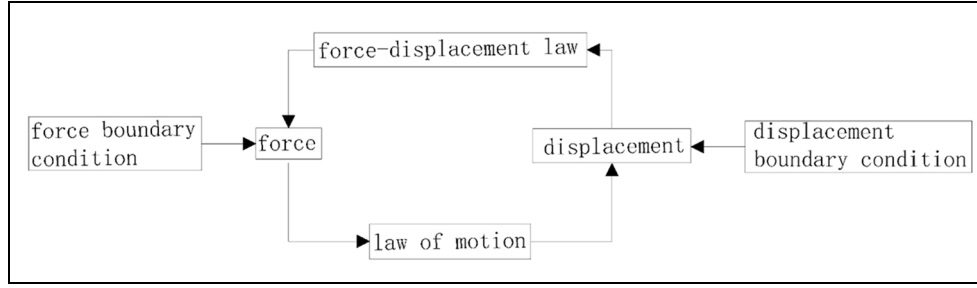 force-displacement law
force boundary
condition
force
displacement
displacement
boundary condition
law of motion